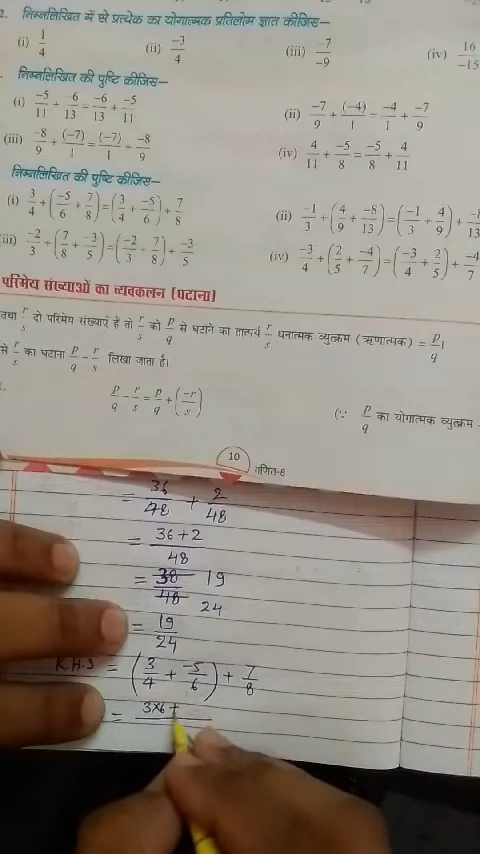 2. निम्नलिखित में से प्रत्येक का योगात्मक प्रतिलोम ज्ञात कीजिस—
(i) 1/4 (ii) -3/4 (iii) -7/-9 (iv) 16/-15
निम्नलिखित की पुष्टि कीजिस—
(i) -5/11 + -6/13 = -6/13 + -5/11 (ii) -7/9 + (-4)/1 = -4/1 + -7/9
(iii) -8/9 + (-7)/1 = (-7)/1 + -8/9 (iv) 4/11 + -5/8 = -5/8 + 4/11
निम्नलिखित की पुष्टि कीजिस—
(i) 3/4 + (-5/6 + 7/8) = (3/4 + -5/6) + 7/8 (ii) -1/3 + (4/9 + -8/13) = (-1/3 + 4/9) + -8/13
iii) -2/3 + (7/8 + -3/5) = (-2/3 + 7/8) + -3/5 (iv) -3/4 + (2/5 + -4/7) = (-3/4 + 2/5) + -4/7
परिमेय संख्याओं का व्यवकलन (घटाना)
तथा r/s दो परिमेय संख्याएं हैं तो r/s को p/q से घटाने का तात्पर्य r/s धनात्मक व्युत्क्रम (ऋणात्मक) = p/q
से r/s का घटाना p/q - r/s लिखा जाता है।
p/q - r/s = p/q + (-r/s) (∵ p/q का योगात्मक व्युत्क्रम
10
गणित-8
= 36/48 + 2/48
= 36+2/48
= 38/48 19/24
= 19/24
R.H.S = (3/4 + -5/6) + 7/8
= 3×6+